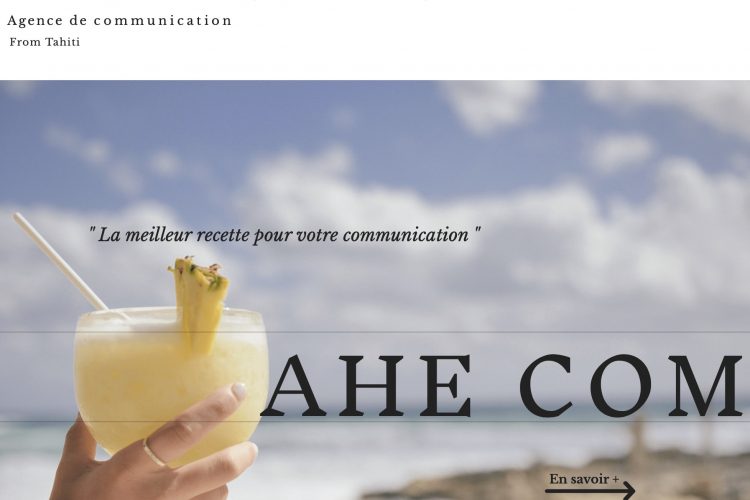 Agence de communication
From Tahiti
" La meilleur recette pour votre communication "
AHE COM
En savoir +